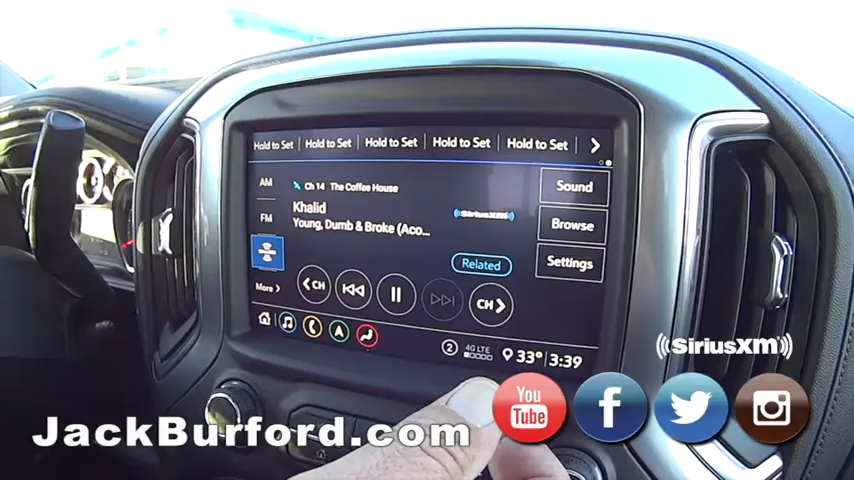 Hold to Set Hold to Set Hold to Set Hold to Set Hold to Set
AM
Ch 14 The Coffee House
Sound
Khalid
SiriusXM
FM
Young, Dumb & Broke (Aco...
Browse
Related
Settings
More
CH
CH
2
4G LTE
33° 3:39
SiriusXM
You
Tube
JackBurford.com